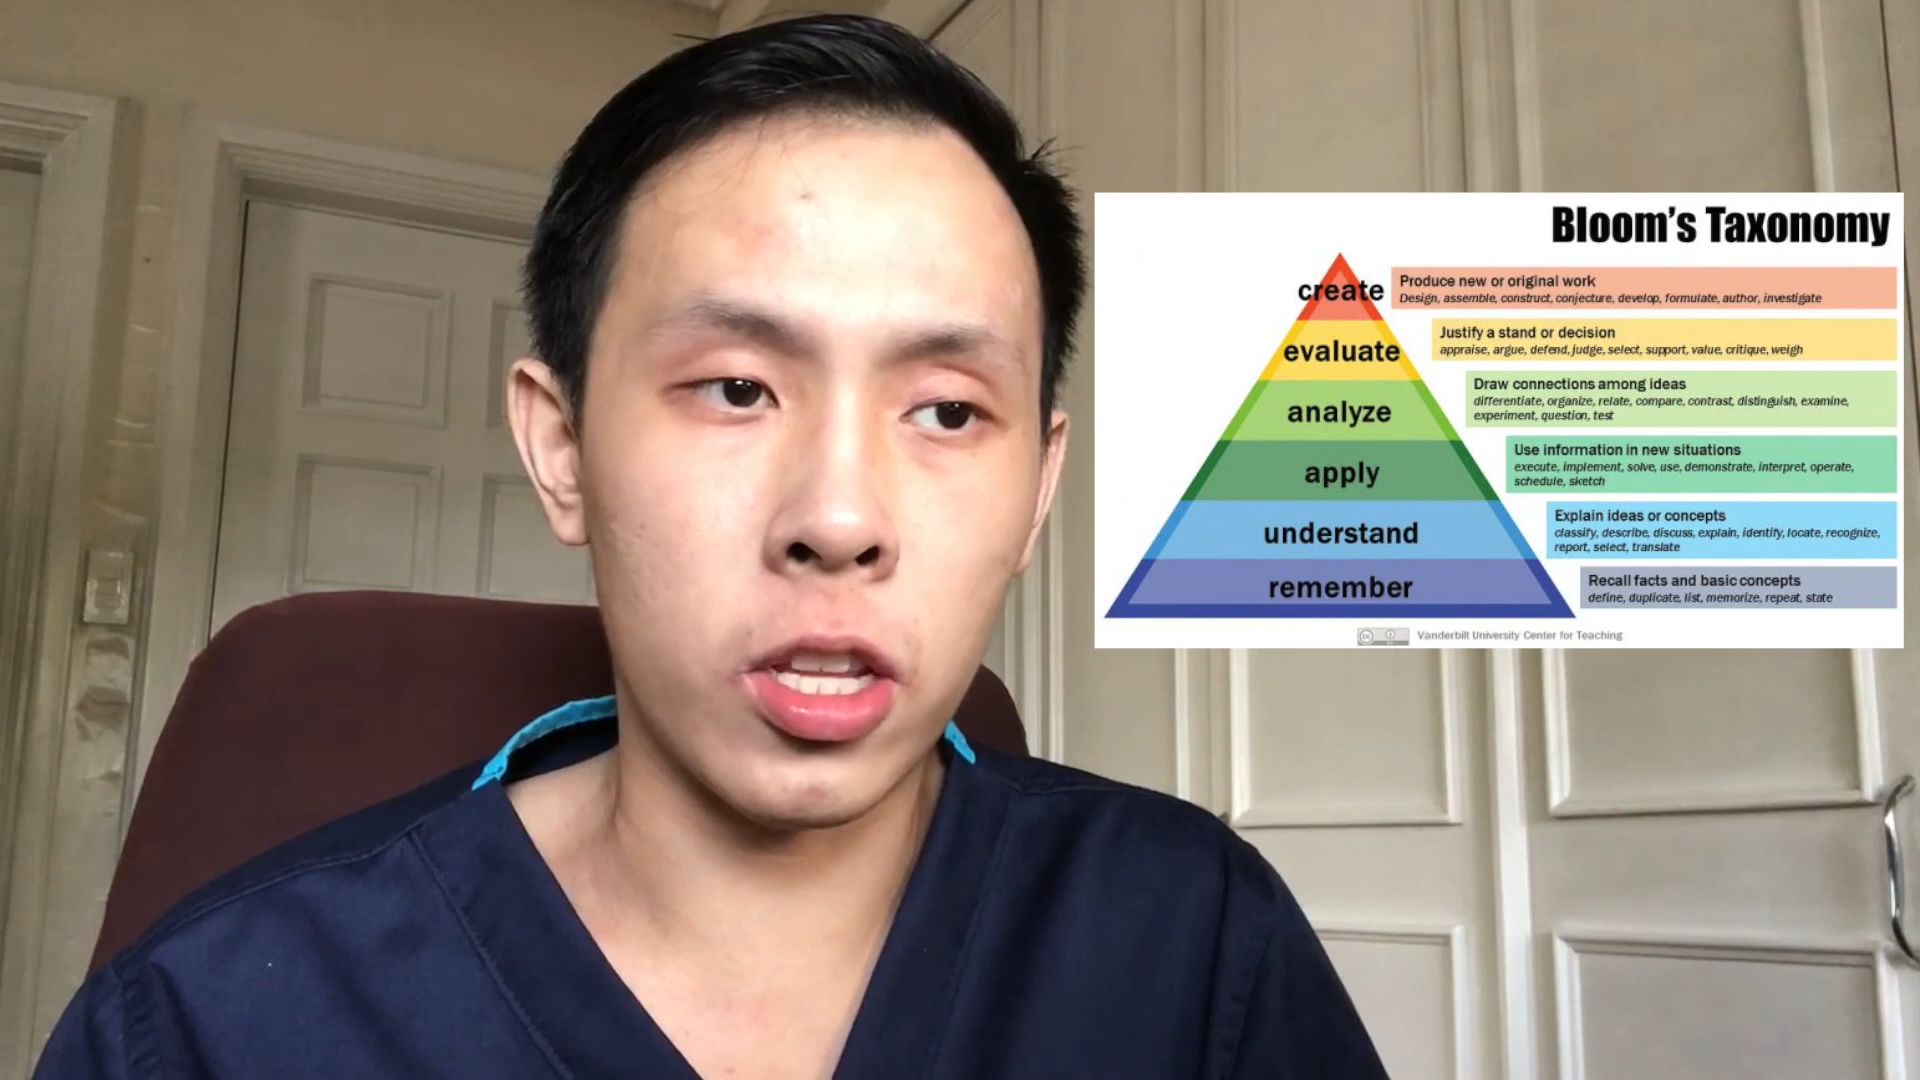 Bloom's Taxonomy
create
Produce new or original work
Design, assemble, construct, conjecture, develop, formulate, author, investigate
evaluate
Justify a stand or decision
appraise, argue, defend, judge, select, support, value, critique, weigh
analyze
Draw connections among ideas
differentiate, organize, relate, compare, contrast, distinguish, examine,
experiment, question, test
apply
Use information in new situations
execute, implement, solve, use, demonstrate, interpret, operate,
schedule, sketch
understand
Explain ideas or concepts
classify, describe, discuss, explain, identify, locate, recognize,
report, select, translate
remember
Recall facts and basic concepts
define, duplicate, list, memorize, repeat, state
Vanderbilt University Center for Teaching